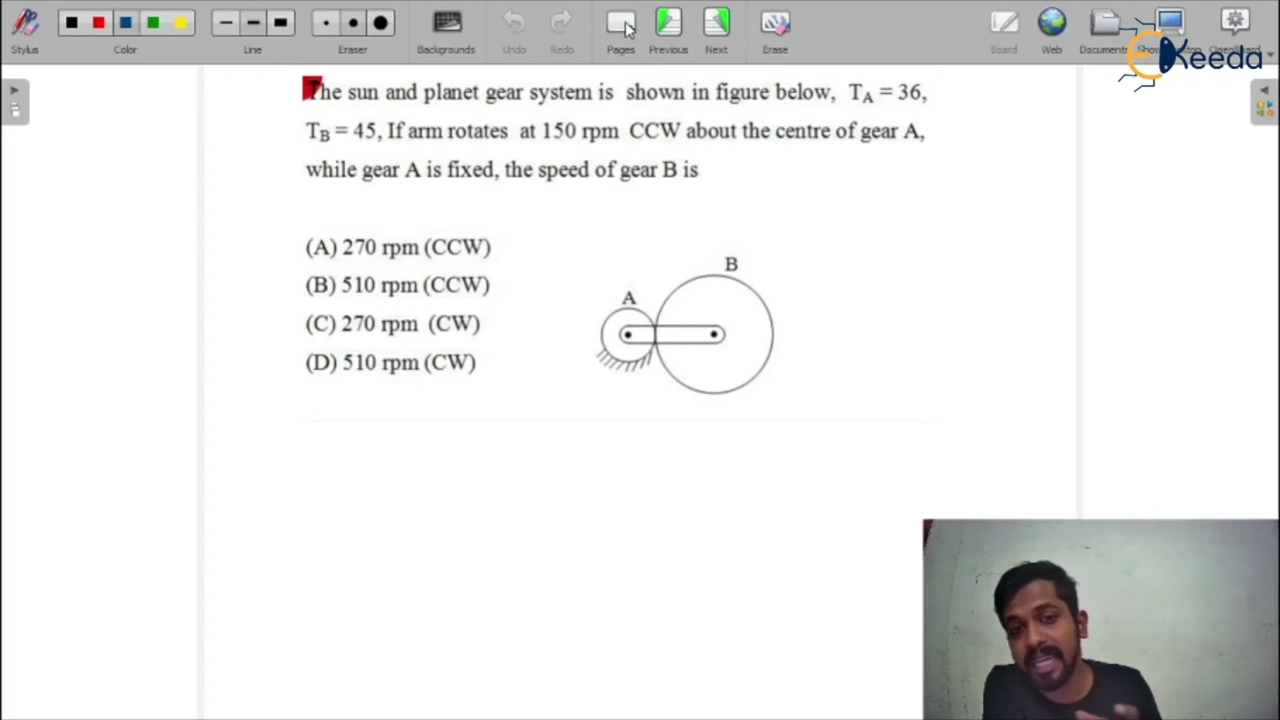 Stylus
Color
Line
Eraser
Backgrounds
Undo
Redo
Pages
Previous
Next
Erase
Board
Web
Documents
Keeda
The sun and planet gear system is shown in figure below, TA = 36,
TB = 45, If arm rotates at 150 rpm CCW about the centre of gear A,
while gear A is fixed, the speed of gear B is
(A) 270 rpm (CCW)
(B) 510 rpm (CCW)
(C) 270 rpm (CW)
(D) 510 rpm (CW)
B
A